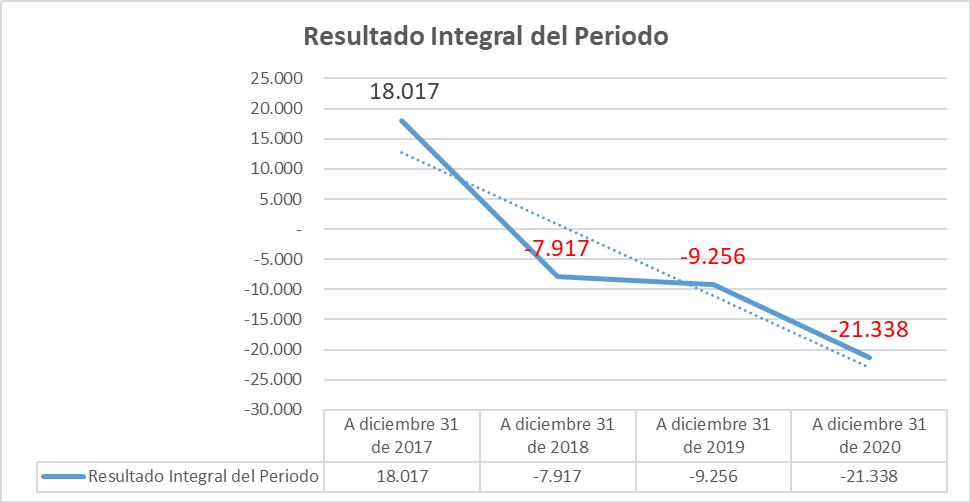 Resultado Integral del Periodo
25.000
20.000
15.000
10.000
5.000
-
-5.000
-10.000
-15.000
-20.000
-25.000
-30.000
18.017
-7.917
-9.256
-21.338
A diciembre 31 de 2017
A diciembre 31 de 2018
A diciembre 31 de 2019
A diciembre 31 de 2020
Resultado Integral del Periodo 18.017 -7.917 -9.256 -21.338